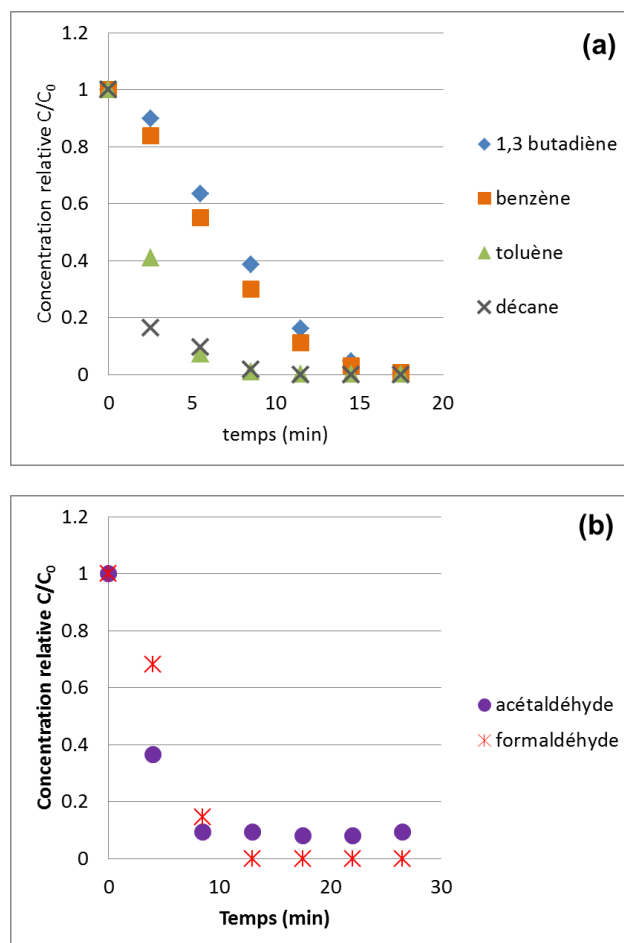 (a)
Concentration relative C/C₀
1.2
1
0.8
0.6
0.4
0.2
0
0 5 10 15 20
temps (min)
1,3 butadiène
benzène
toluène
décane
(b)
Concentration relative C/C₀
1.2
1
0.8
0.6
0.4
0.2
0
0 10 20 30
Temps (min)
acétaldéhyde
formaldéhyde